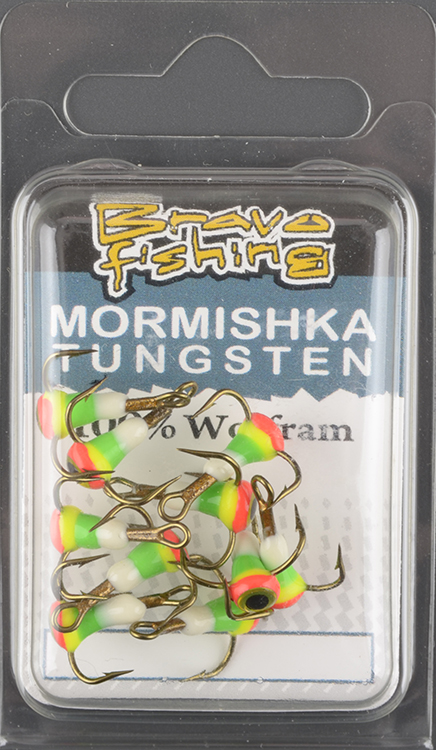 Bravo
fishing
MORMISHKA
TUNGSTEN
100% Wolfram